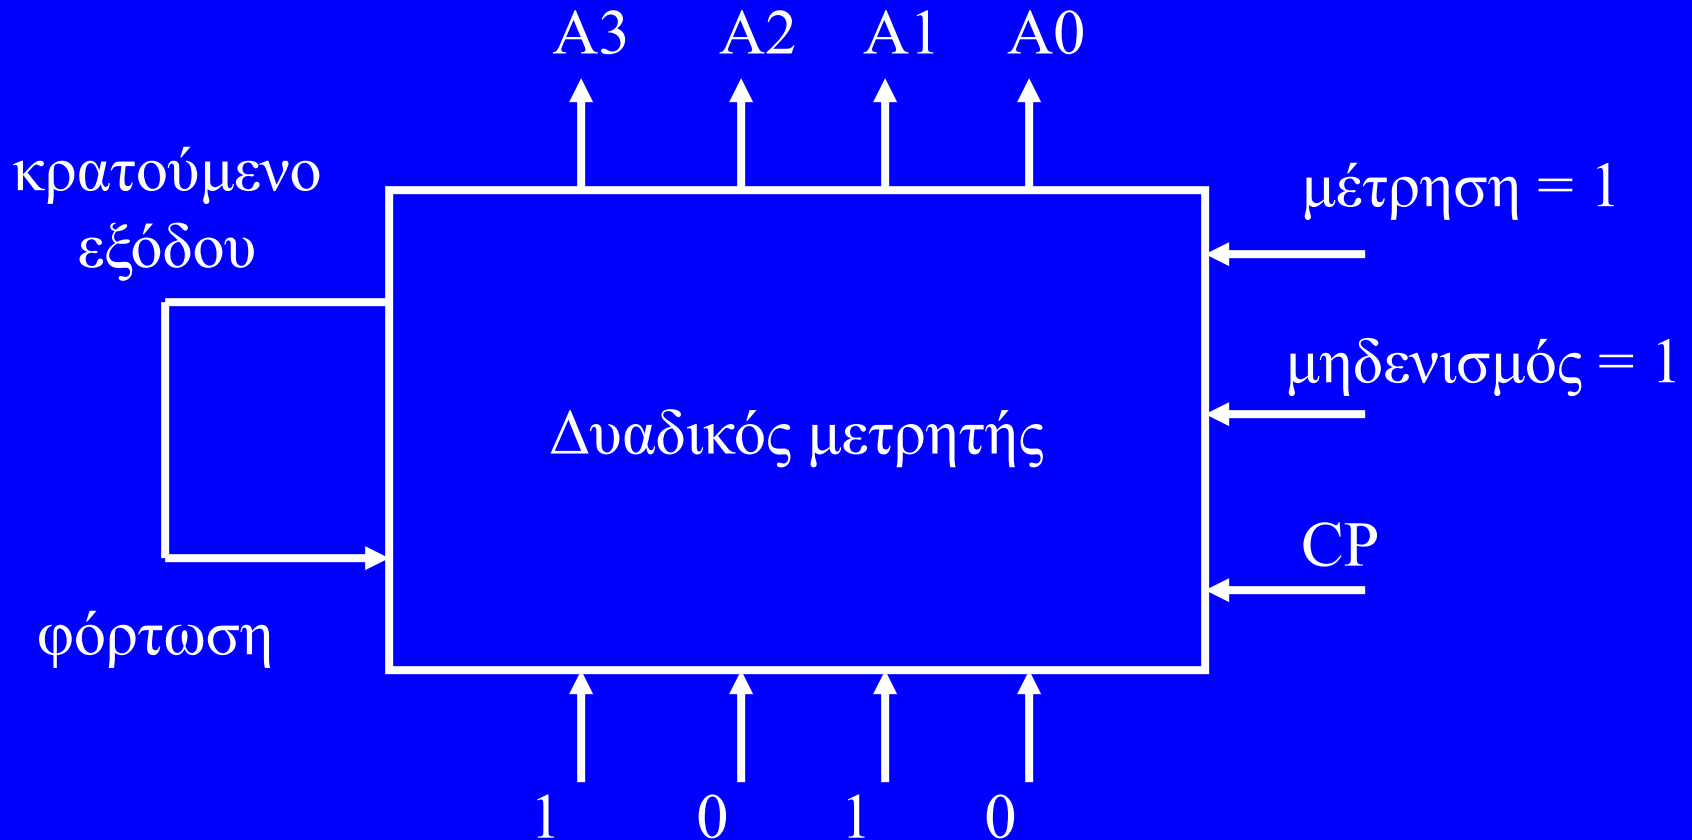 A3 A2 A1 A0
κρατούμενο
εξόδου
μέτρηση = 1
μηδενισμός = 1
Δυαδικός μετρητής
CP
φόρτωση
1 0 1 0